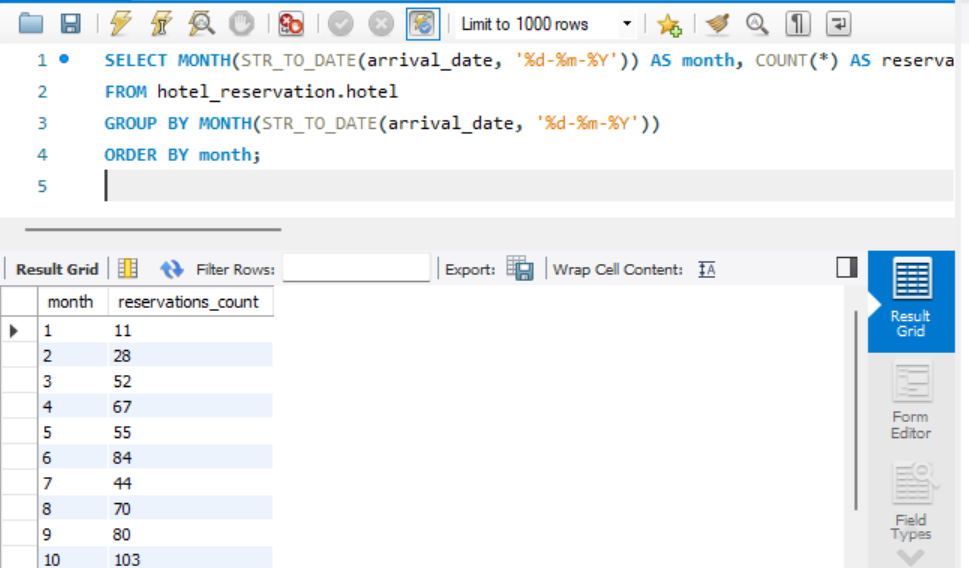 Limit to 1000 rows
1 SELECT MONTH(STR_TO_DATE(arrival_date, '%d-%m-%Y')) AS month, COUNT(*) AS reserva
2 FROM hotel_reservation.hotel
3 GROUP BY MONTH(STR_TO_DATE(arrival_date, '%d-%m-%Y'))
4 ORDER BY month;
5
Result Grid Filter Rows: Export: Wrap Cell Content: IA
month reservations_count
1 11
2 28
3 52
4 67
5 55
6 84
7 44
8 70
9 80
10 103
Result
Grid
Form
Editor
Field
Types